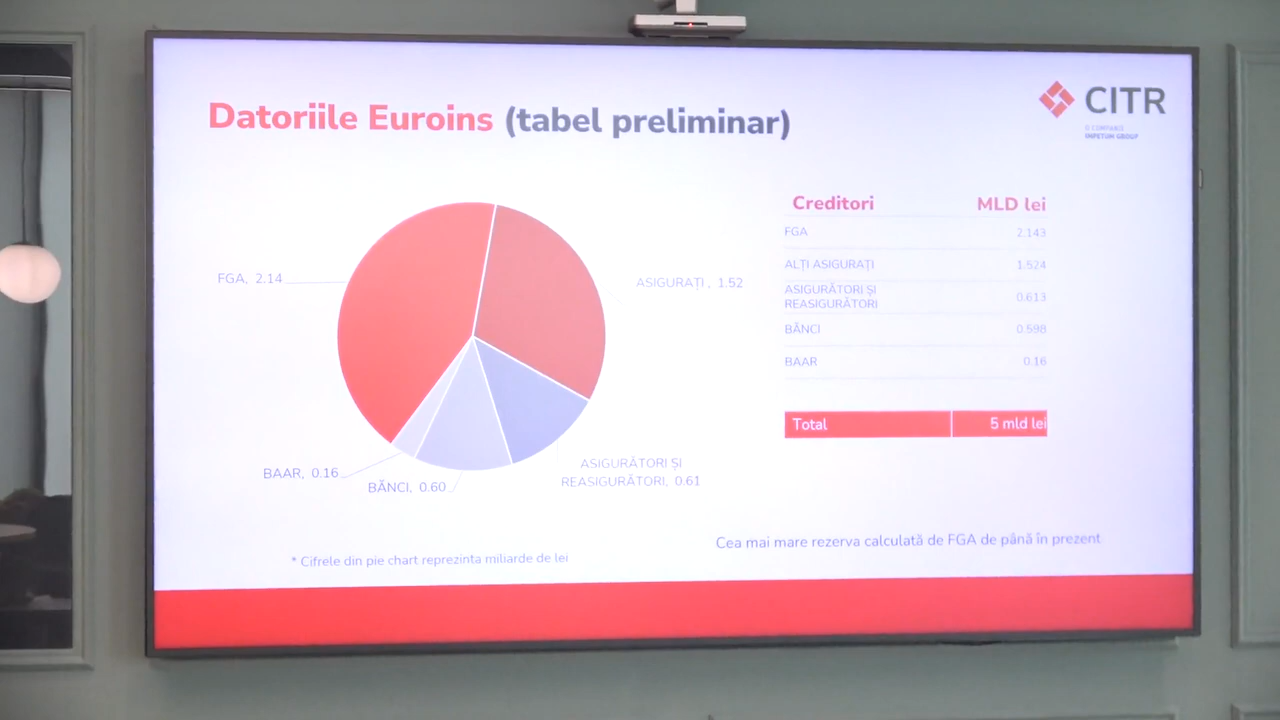 Datoriile Euroins (tabel preliminar)
CITR
O COMPANIE
IMPETUM GROUP
FGA, 2.14
ASIGURAȚI , 1.52
BAAR, 0.16
BĂNCI, 0.60
ASIGURĂTORI ȘI
REASIGURĂTORI, 0.61
* Cifrele din pie chart reprezinta miliarde de lei
Creditori MLD lei
FGA 2.143
ALȚI ASIGURAȚI 1.524
ASIGURĂTORI ȘI
REASIGURĂTORI 0.613
BĂNCI 0.598
BAAR 0.16
Total 5 mld lei
Cea mai mare rezerva calculată de FGA de până în prezent